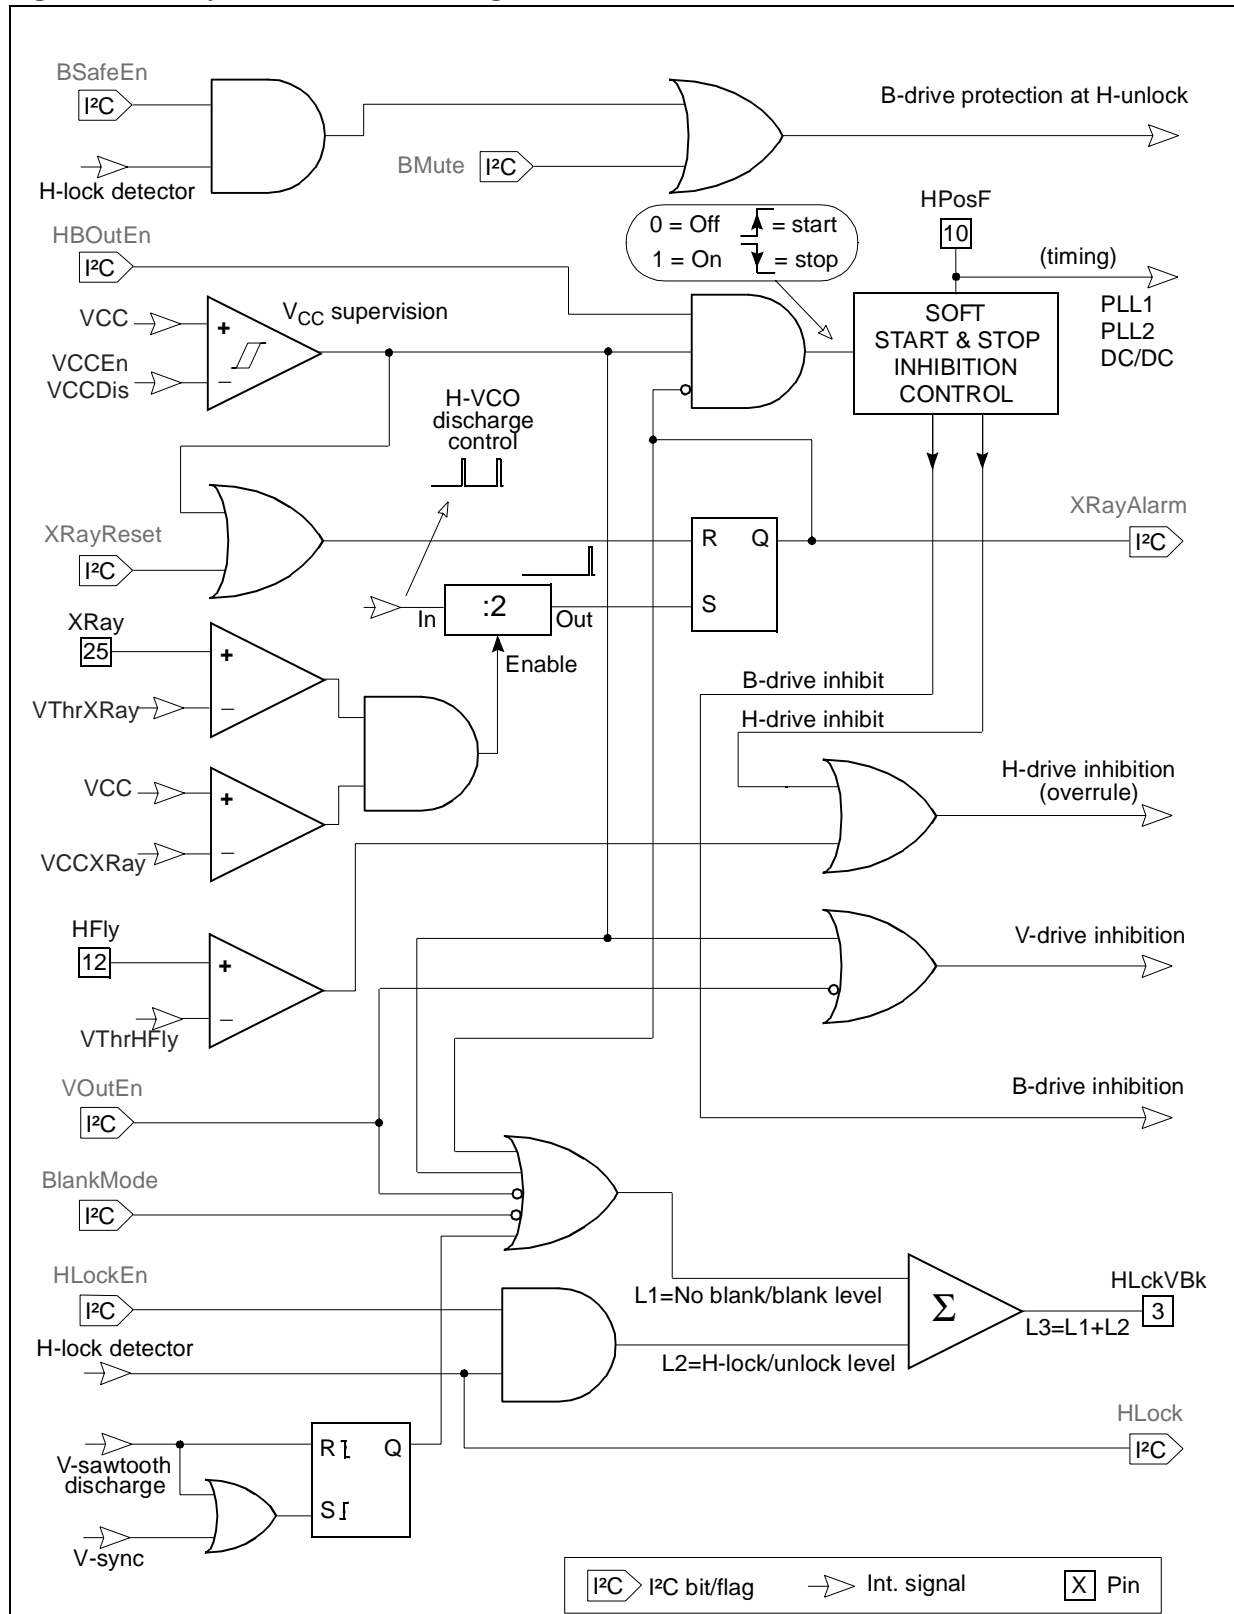 BSafeEn
I²C
H-lock detector
BMute
I²C
B-drive protection at H-unlock
HBOutEn
I²C
0 = Off
= start
1 = On
= stop
HPosF
10
(timing)
PLL1
PLL2
DC/DC
VCC
VCCEn
VCCDis
+
–
VCC supervision
SOFT
START & STOP
INHIBITION
CONTROL
H-VCO
discharge
control
XRayReset
I²C
R
Q
S
XRayAlarm
I²C
In
:2
Out
Enable
XRay
25
VThrXRay
+
–
VCC
VCCXRay
+
–
B-drive inhibit
H-drive inhibit
H-drive inhibition
(overrule)
HFly
12
VThrHFly
+
–
V-drive inhibition
VOutEn
I²C
B-drive inhibition
BlankMode
I²C
HLockEn
I²C
H-lock detector
L1=No blank/blank level
L2=H-lock/unlock level
Σ
L3=L1+L2
HLckVBk
3
HLock
I²C
V-sawtooth
discharge
V-sync
R
Q
S
I²C
I²C bit/flag
Int. signal
X
Pin